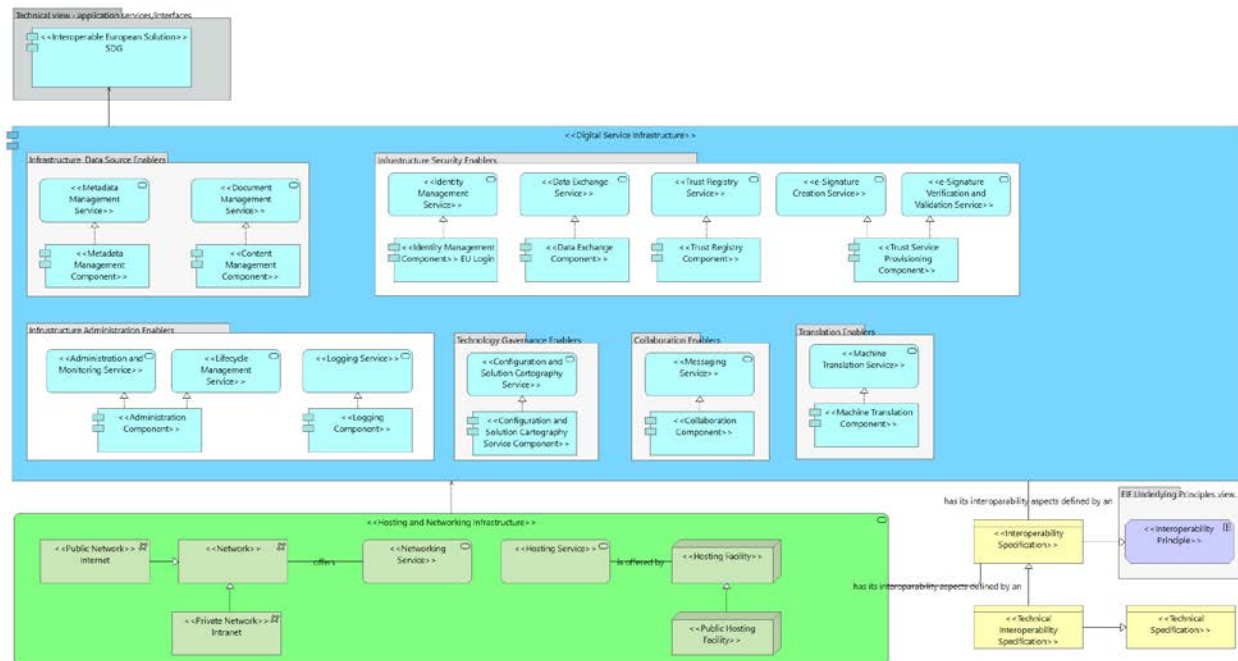 Technical view - application services/interfaces
<<Interoperable European Solution>>
SDG
<<Digital Service Infrastructure>>
Infrastructure Data Source Enablers
<<Metadata
Management
Service>>
<<Document
Management
Service>>
<<Metadata
Management
Component>>
<<Content
Management
Component>>
Infrastructure Security Enablers
<<Identity
Management
Service>>
<<Data Exchange
Service>>
<<Trust Registry
Service>>
<<e-Signature
Creation Service>>
<<e-Signature
Verification and
Validation Service>>
<<Identity Management
Component>> EU Login
<<Data Exchange
Component>>
<<Trust Registry
Component>>
<<Trust Service
Provisioning
Component>>
Infrustructure Administration Enablers
<<Administration and
Monitoring Service>>
<<Lifecycle
Management
Service>>
<<Logging Service>>
<<Administration
Component>>
<<Logging
Component>>
Technology Governance Enablers
<<Configuration and
Solution Cartography
Service>>
<<Configuration and
Solution Cartography
Service Component>>
Collaboration Enablers
<<Messaging
Service>>
<<Collaboration
Component>>
Translation Enablers
<<Machine
Translation Service>>
<<Machine Translation
Component>>
<<Hosting and Networking Infrastructure>>
<<Public Network>>
Internet
<<Network>>
offers
<<Networking
Service>>
<<Hosting Service>>
is offered by
<<Hosting Facility>>
<<Private Network>>
Intranet
<<Public Hosting
Facility>>
has its interoparability aspects defined by an
EIF Underlying Principles view
<<Interoperability
Specification>>
<<Interoperability
Principle>>
has its interoparability aspects defined by an
<<Technical
Interoperability
Specification>>
<<Technical
Specification>>